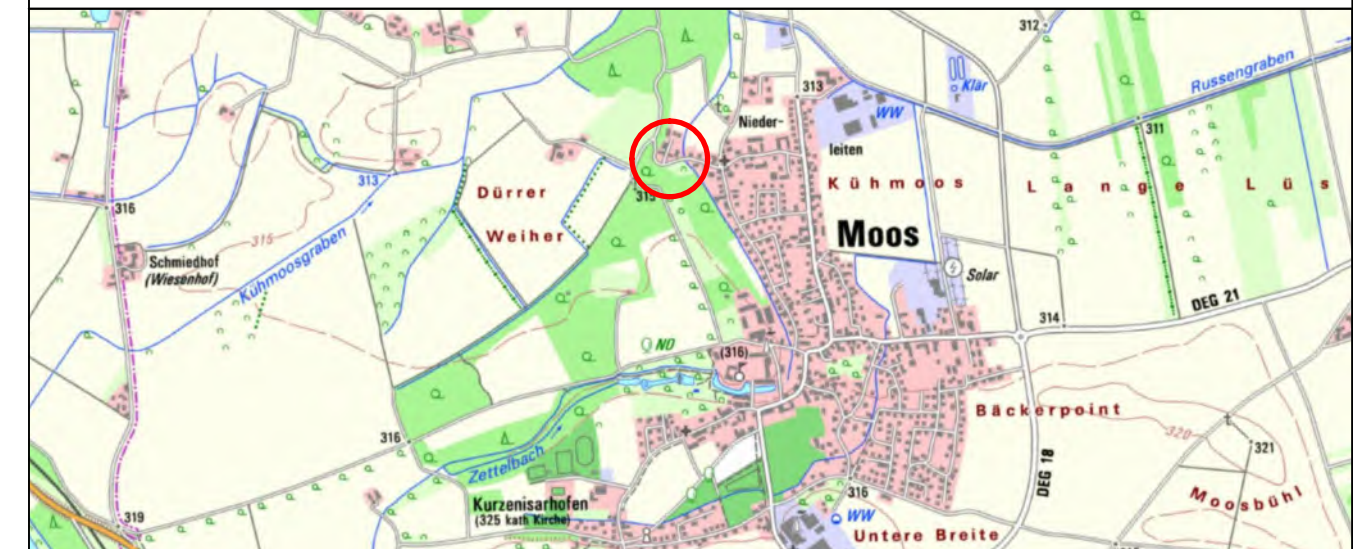 312
Russengraben
Klär
313
WW
311
Nieder-
leiten
313
Dürrer
Weiher
Kühmoos
Lange Lüs
316
315
315
Moos
Schmiedhof
(Wiesenhof)
Kühmoosgraben
Solar
DEG 21
314
ND
(316)
Bäckerpoint
316
320
321
Zettelbach
DEG 18
Moosbühl
Kurzenisarhofen
(325 kath Kirche)
316
WW
319
Untere Breite